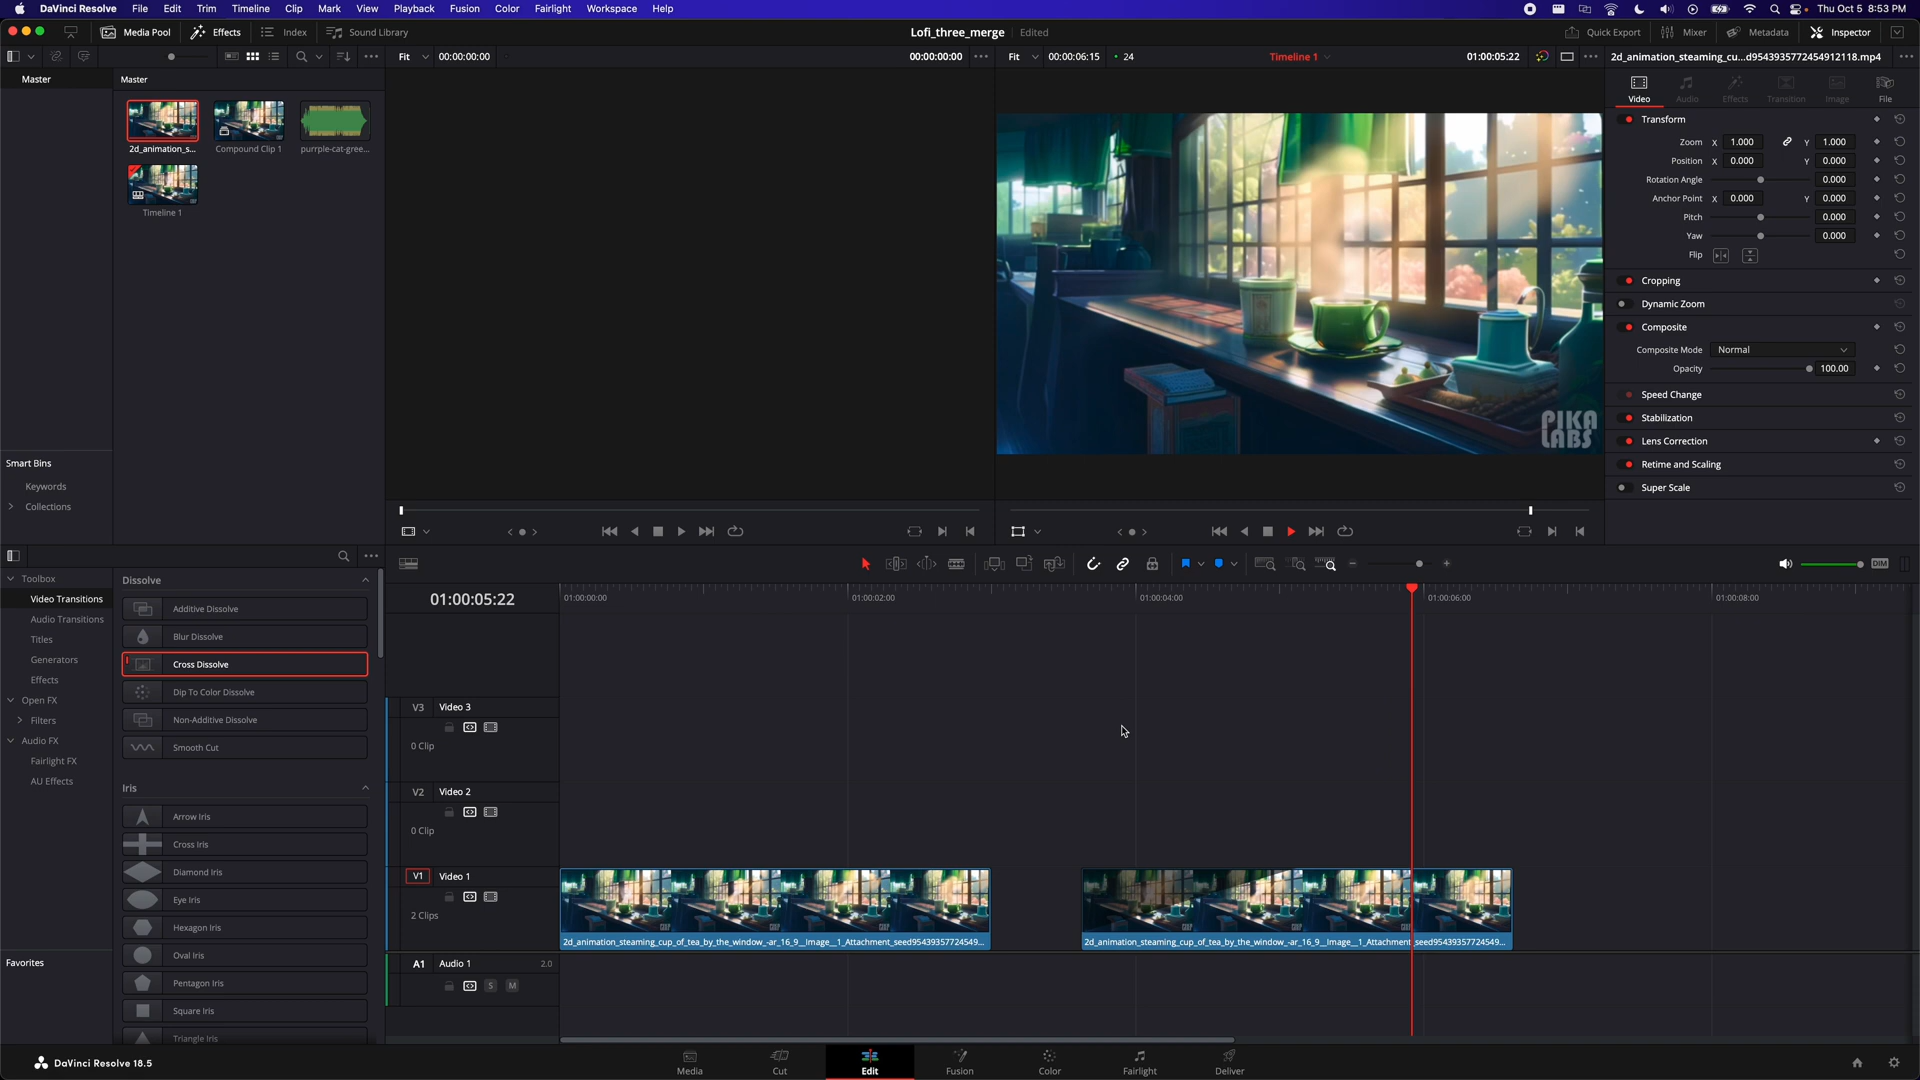 DaVinci Resolve File Edit Trim Timeline Clip Mark View Playback Fusion Color Fairlight Workspace Help Thu Oct 5 8:53 PM
Media Pool Effects Index Sound Library Lofi_three_merge Edited Quick Export Mixer Metadata Inspector
Fit 00:00:00:00 00:00:00:00 Fit 00:00:06:15 24 Timeline 1 01:00:05:22 2d_animation_steaming_cu...d9543935772454912118.mp4
Master Master
Video Audio Effects Transition Image File
2d_animation_s... Compound Clip 1 purrple-cat-gree...
Timeline 1
Transform
Zoom X 1.000 Y 1.000
Position X 0.000 Y 0.000
Rotation Angle 0.000
Anchor Point X 0.000 Y 0.000
Pitch 0.000
Yaw 0.000
Flip
Cropping
Dynamic Zoom
Composite
Composite Mode Normal
Opacity 100.00
Speed Change
Stabilization
Lens Correction
Retime and Scaling
Super Scale
PIKA
LABS
Smart Bins
Keywords
Collections
Toolbox
Video Transitions
Audio Transitions
Titles
Generators
Effects
Open FX
Filters
Audio FX
Fairlight FX
AU Effects
Favorites
Dissolve
Additive Dissolve
Blur Dissolve
Cross Dissolve
Dip To Color Dissolve
Non-Additive Dissolve
Smooth Cut
Iris
Arrow Iris
Cross Iris
Diamond Iris
Eye Iris
Hexagon Iris
Oval Iris
Pentagon Iris
Square Iris
Triangle Iris
DIM
01:00:05:22 01:00:00:00 01:00:02:00 01:00:04:00 01:00:06:00 01:00:08:00
V3 Video 3
0 Clip
V2 Video 2
0 Clip
V1 Video 1
2 Clips
2d_animation_steaming_cup_of_tea_by_the_window_-ar_16_9__Image__1_Attachment_seed95439357724549...
2d_animation_steaming_cup_of_tea_by_the_window_-ar_16_9__Image__1_Attachment_seed95439357724549...
A1 Audio 1 2.0
S M
DaVinci Resolve 18.5 Media Cut Edit Fusion Color Fairlight Deliver